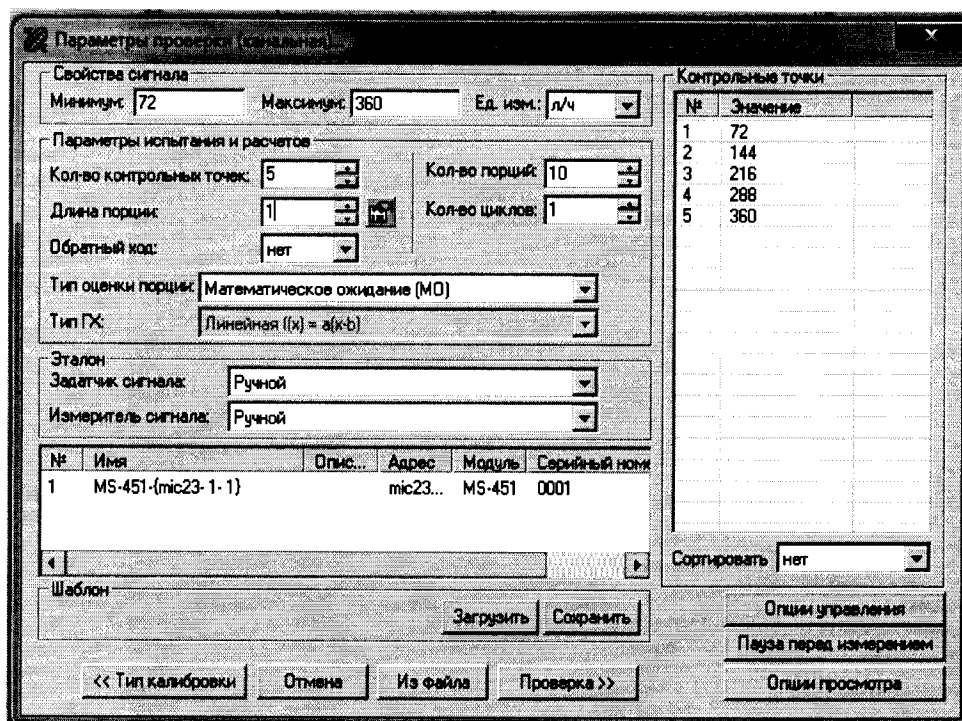 Параметры проверки (канальная)...
Свойства сигнала
Минимум: 72 Максимум: 360 Ед. изм.: л/ч
Параметры испытания и расчетов
Кол-во контрольных точек: 5 Кол-во порций: 10
Длина порции: 1 Кол-во циклов: 1
Обратный ход: нет
Тип оценки порции: Математическое ожидание (МО)
Тип ГХ: Линейная (f(x) = a(x-b)
Эталон
Задатчик сигнала: Ручной
Измеритель сигнала: Ручной
№ Имя Опис... Адрес Модуль Серийный номе
1 MS-451-{mic23-1-1} mic23... MS-451 0001
Шаблон
Загрузить Сохранить
<< Тип калибровки Отмена Из файла Проверка >>
Контрольные точки
№ Значение
1 72
2 144
3 216
4 288
5 360
Сортировать нет
Опции управления
Пауза перед измерением
Опции просмотра